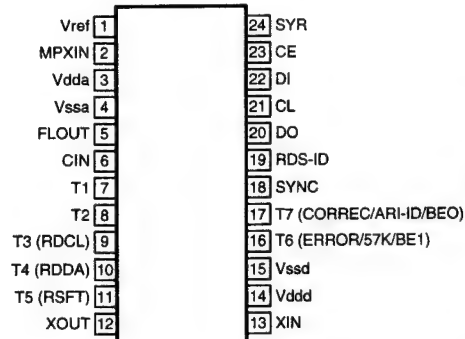 Vref 1
MPXIN 2
Vdda 3
Vssa 4
FLOUT 5
CIN 6
T1 7
T2 8
T3 (RDCL) 9
T4 (RDDA) 10
T5 (RSFT) 11
XOUT 12
24 SYR
23 CE
22 DI
21 CL
20 DO
19 RDS-ID
18 SYNC
17 T7 (CORREC/ARI-ID/BEO)
16 T6 (ERROR/57K/BE1)
15 Vssd
14 Vddd
13 XIN